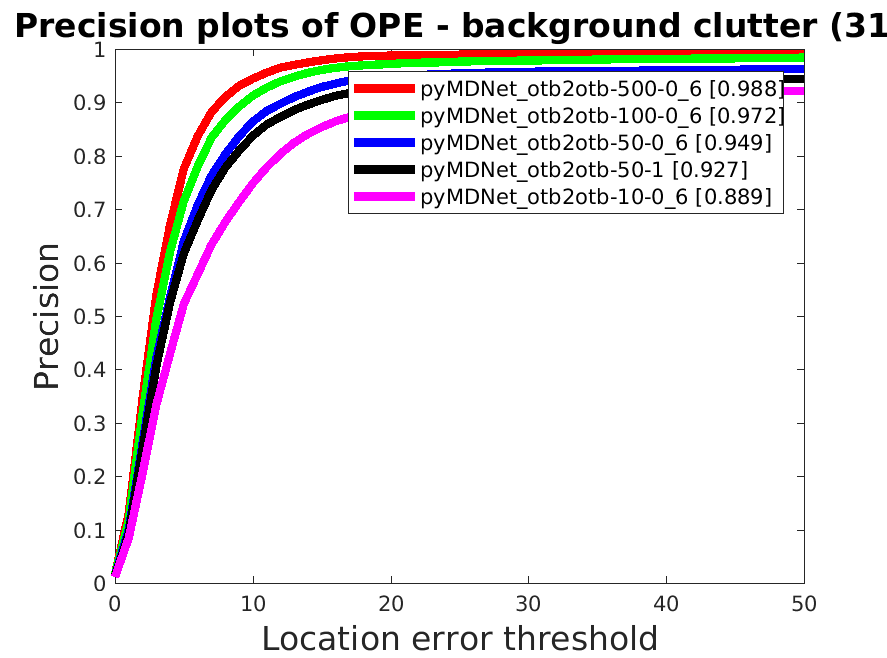 Precision plots of OPE - background clutter (31
1
0.9
0.8
0.7
0.6
0.5
0.4
0.3
0.2
0.1
0
pyMDNet_otb2otb-500-0_6 [0.988]
pyMDNet_otb2otb-100-0_6 [0.972]
pyMDNet_otb2otb-50-0_6 [0.949]
pyMDNet_otb2otb-50-1 [0.927]
pyMDNet_otb2otb-10-0_6 [0.889]
Precision
0 10 20 30 40 50
Location error threshold